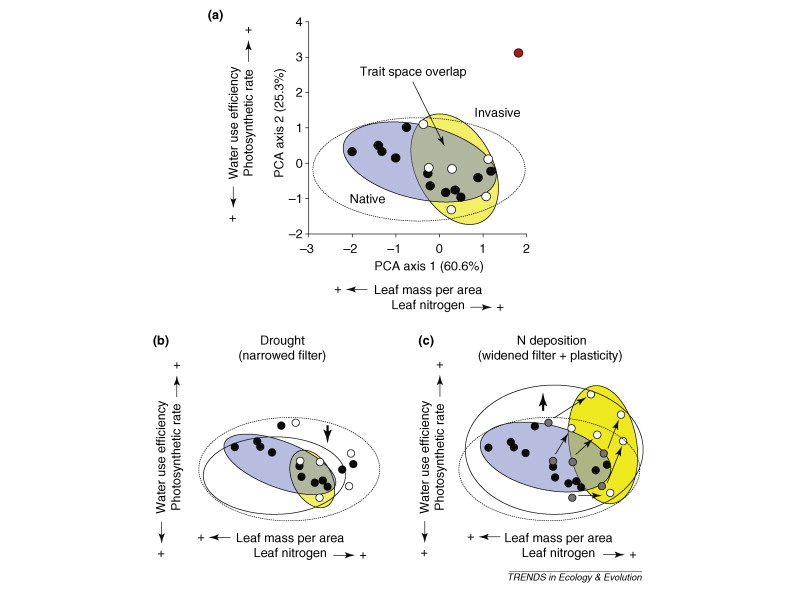 (a)
4
3
2
1
0
−1
−2
−3
−2
−1
0
1
2
PCA axis 2 (25.3%)
PCA axis 1 (60.6%)
Trait space overlap
Invasive
Native
+ ← Water use efficiency
Photosynthetic rate → +
+ ← Leaf mass per area
Leaf nitrogen → +
(b)
Drought
(narrowed filter)
+ ← Water use efficiency
Photosynthetic rate → +
+ ← Leaf mass per area
Leaf nitrogen → +
(c)
N deposition
(widened filter + plasticity)
+ ← Water use efficiency
Photosynthetic rate → +
+ ← Leaf mass per area
Leaf nitrogen → +
TRENDS in Ecology & Evolution